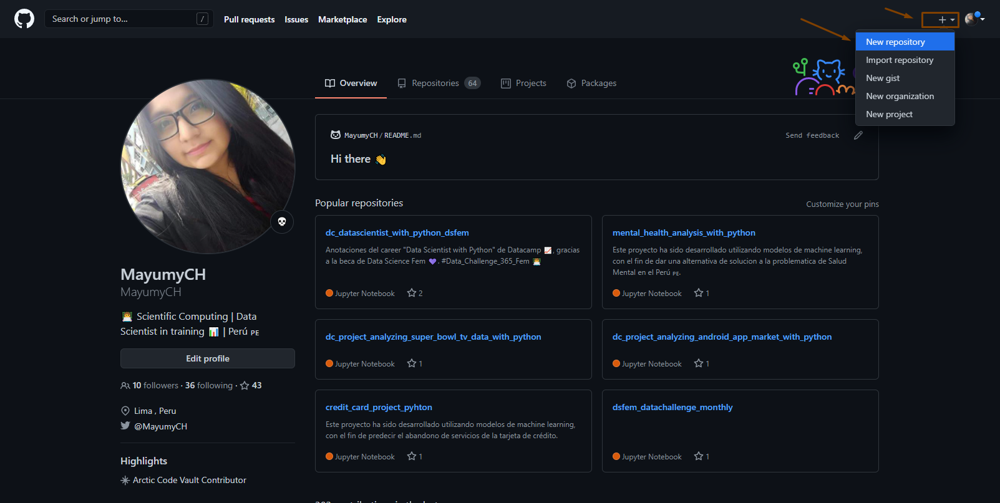 Search or jump to...
/
Pull requests
Issues
Marketplace
Explore
New repository
Import repository
New gist
New organization
New project
Overview
Repositories 64
Projects
Packages
MayumyCH/README.md
Send feedback
Hi there 👋
MayumyCH
MayumyCH
Scientific Computing | Data
Scientist in training 📊 | Perú PE
Edit profile
10 followers · 36 following · 43
Lima , Peru
@MayumyCH
Highlights
Arctic Code Vault Contributor
Popular repositories
Customize your pins
dc_datascientist_with_python_dsfem
Anotaciones del career "Data Scientist with Python" de Datacamp 📈, gracias
a la beca de Data Science Fem 💜. #Data_Challenge_365_Fem
Jupyter Notebook 2
mental_health_analysis_with_python
Este proyecto ha sido desarrollado utilizando modelos de machine learning,
con el fin de dar una alternativa de solucion a la problematica de Salud
Mental en el Perú PE.
Jupyter Notebook 1
dc_project_analyzing_super_bowl_tv_data_with_python
Jupyter Notebook 1
dc_project_analyzing_android_app_market_with_python
Jupyter Notebook 1
credit_card_project_pyhton
Este proyecto ha sido desarrollado utilizando modelos de machine learning,
con el fin de predecir el abandono de servicios de la tarjeta de crédito.
Jupyter Notebook 1
dsfem_datachallenge_monthly
Jupyter Notebook 1